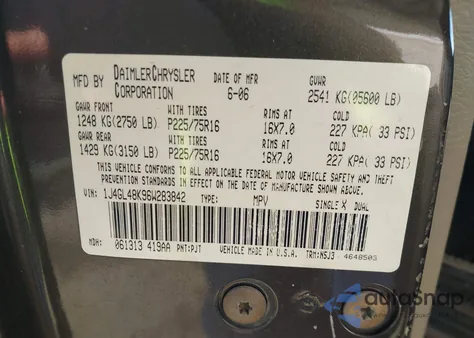 MFD BY DAIMLERCHRYSLER CORPORATION DATE OF MFR 6-06 GVWR 2541 KG(05600 LB)
GAWR FRONT WITH TIRES RIMS AT COLD
1248 KG(2750 LB) P225/75R16 16X7.0 227 KPA( 33 PSI)
GAWR REAR WITH TIRES RIMS AT COLD
1429 KG(3150 LB) P225/75R16 16X7.0 227 KPA( 33 PSI)
THIS VEHICLE CONFORMS TO ALL APPLICABLE FEDERAL MOTOR VEHICLE SAFETY AND THEFT
PREVENTION STANDARDS IN EFFECT ON THE DATE OF MANUFACTURE SHOWN ABOVE.
VIN: 1J4GL48K96W283842 TYPE: MPV SINGLE X DUAL
MDH: 061313 419AA PNT:PJT VEHICLE MADE IN U.S.A. TRM:M5J3 4648503
autosnap